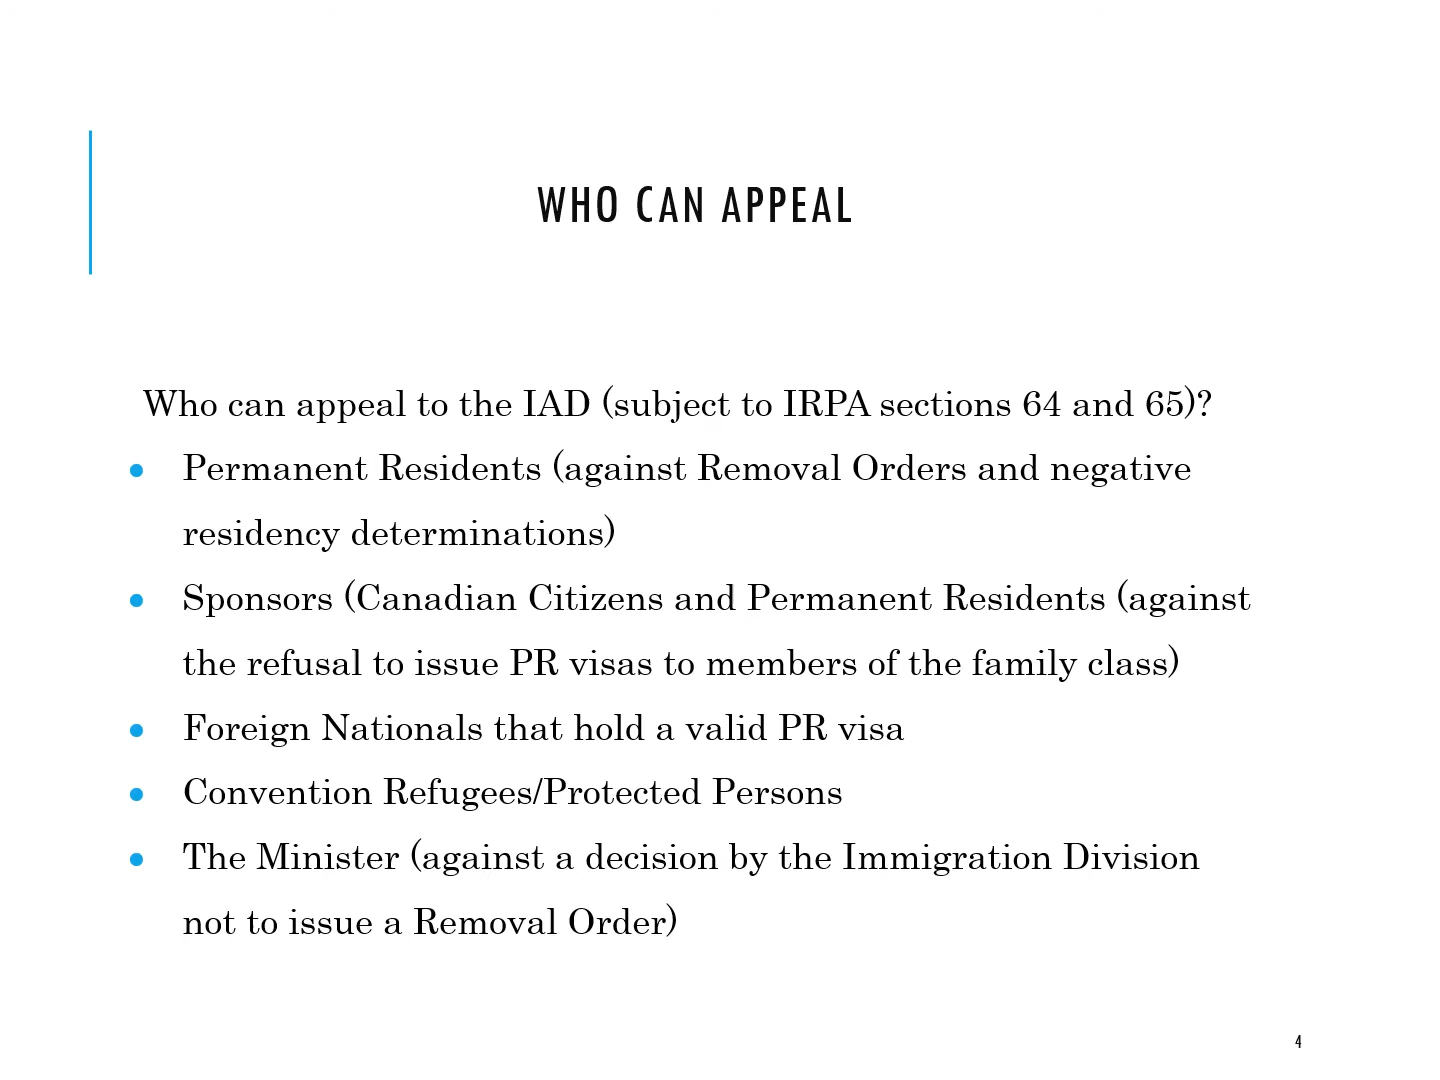 WHO CAN APPEAL
Who can appeal to the IAD (subject to IRPA sections 64 and 65)?
• Permanent Residents (against Removal Orders and negative
residency determinations)
• Sponsors (Canadian Citizens and Permanent Residents (against
the refusal to issue PR visas to members of the family class)
• Foreign Nationals that hold a valid PR visa
• Convention Refugees/Protected Persons
• The Minister (against a decision by the Immigration Division
not to issue a Removal Order)
4